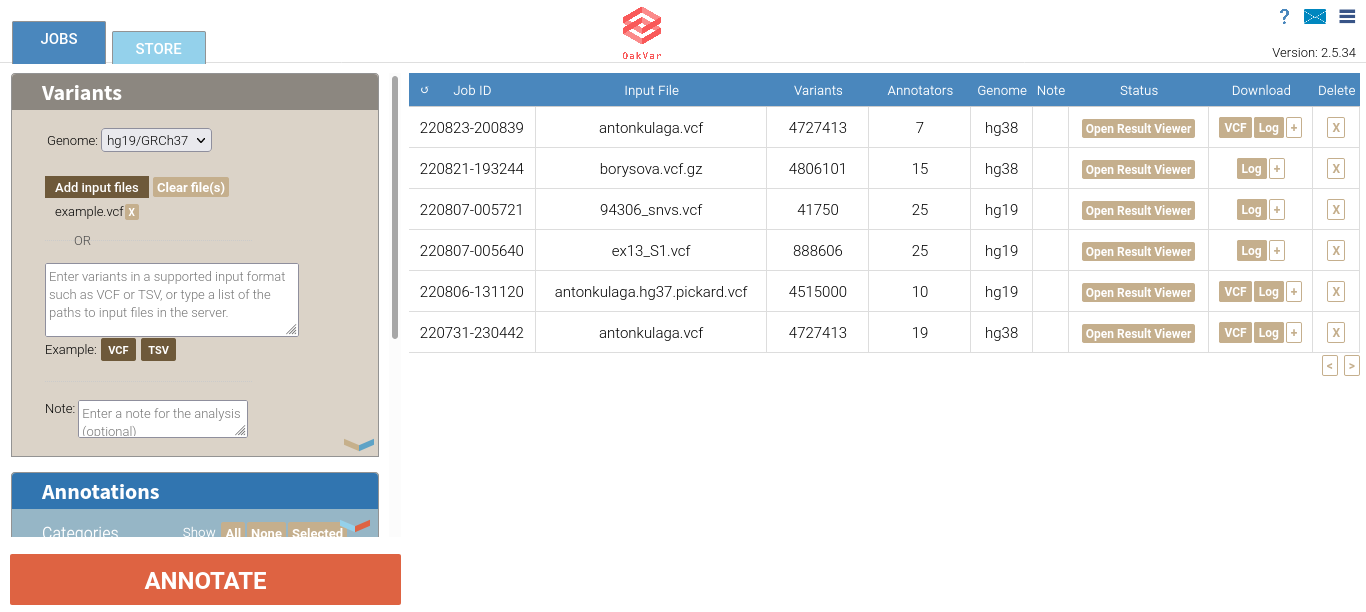 JOBS
STORE
OakVar
?
Version: 2.5.34
Variants
Genome: hg19/GRCh37
Add input files Clear file(s)
example.vcf X
OR
Enter variants in a supported input format
such as VCF or TSV, or type a list of the
paths to input files in the server.
Example: VCF TSV
Note: Enter a note for the analysis
(optional)
Annotations
Categories Show All None Selected
ANNOTATE
↺ Job ID Input File Variants Annotators Genome Note Status Download Delete
220823-200839 antonkulaga.vcf 4727413 7 hg38 Open Result Viewer VCF Log + X
220821-193244 borysova.vcf.gz 4806101 15 hg38 Open Result Viewer Log + X
220807-005721 94306_snvs.vcf 41750 25 hg19 Open Result Viewer Log + X
220807-005640 ex13_S1.vcf 888606 25 hg19 Open Result Viewer Log + X
220806-131120 antonkulaga.hg37.pickard.vcf 4515000 10 hg19 Open Result Viewer VCF Log + X
220731-230442 antonkulaga.vcf 4727413 19 hg38 Open Result Viewer VCF Log + X
< >